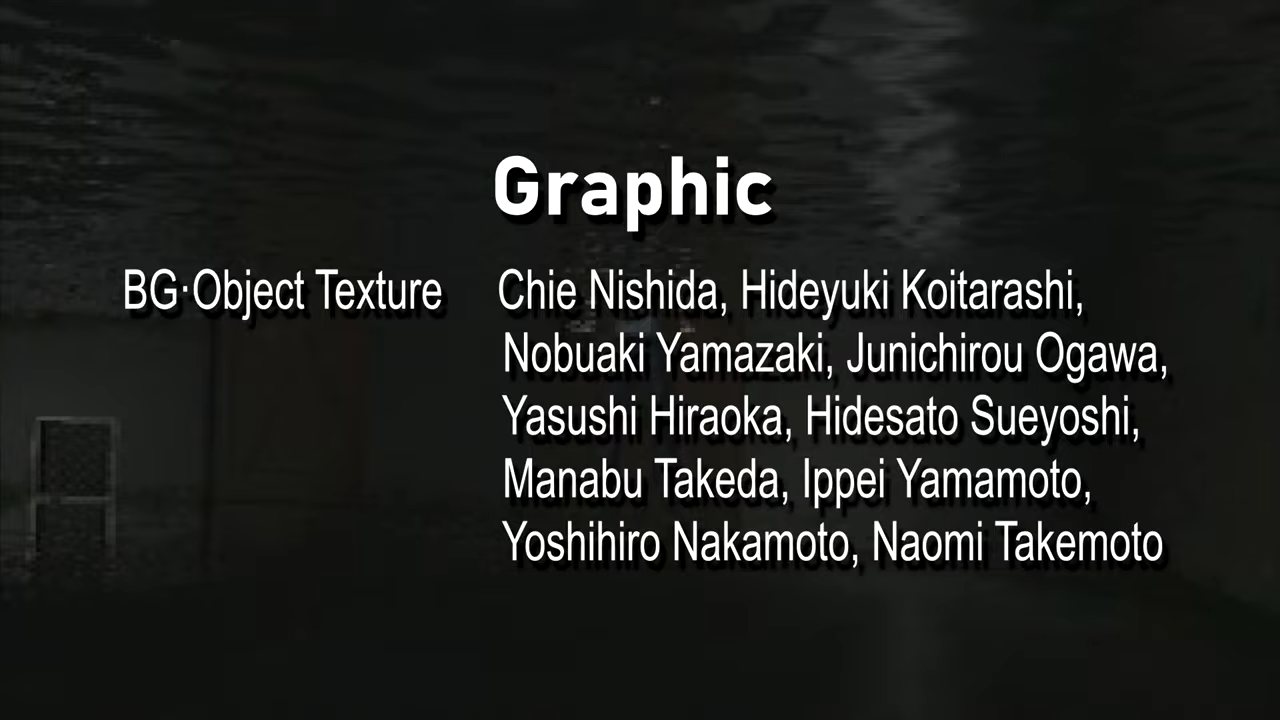 Graphic
BG·Object Texture Chie Nishida, Hideyuki Koitarashi,
Nobuaki Yamazaki, Junichirou Ogawa,
Yasushi Hiraoka, Hidesato Sueyoshi,
Manabu Takeda, Ippei Yamamoto,
Yoshihiro Nakamoto, Naomi Takemoto